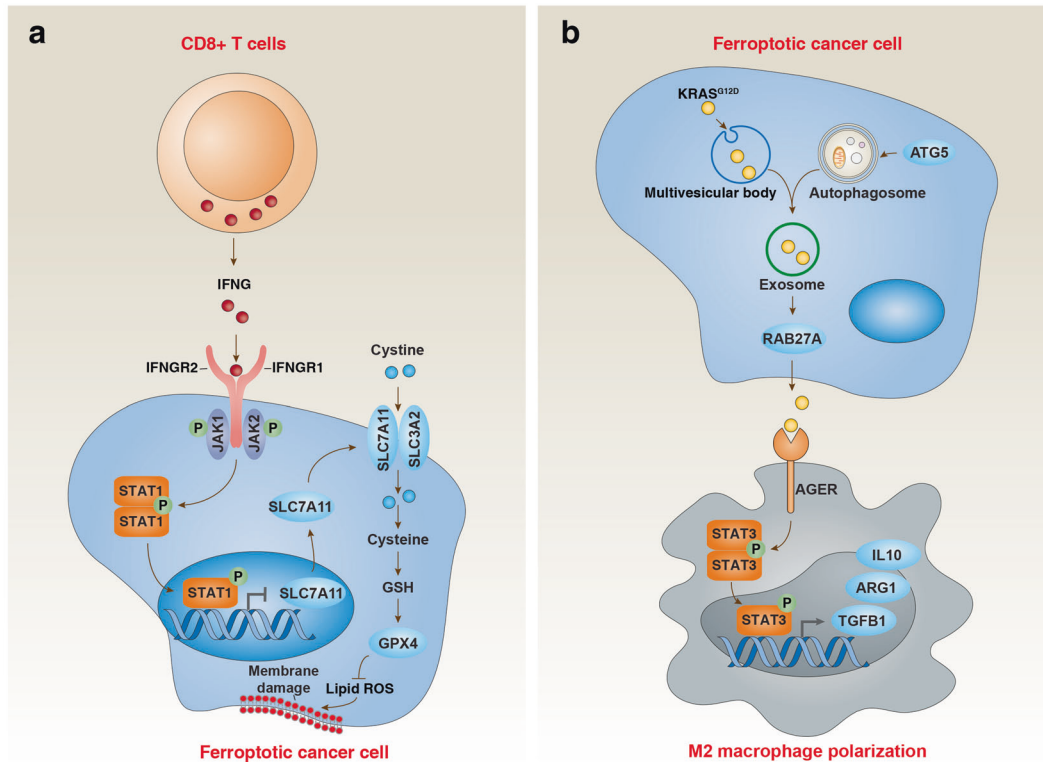 a
CD8+ T cells
IFNG
IFNGR2
IFNGR1
Cystine
P
JAK1
JAK2
P
SLC7A11
SLC3A2
STAT1
P
STAT1
SLC7A11
Cysteine
P
STAT1
SLC7A11
GSH
GPX4
Membrane
damage
Lipid ROS
Ferroptotic cancer cell
b
Ferroptotic cancer cell
KRASG12D
ATG5
Multivesicular body
Autophagosome
Exosome
RAB27A
AGER
STAT3
P
STAT3
IL10
ARG1
P
STAT3
TGFB1
M2 macrophage polarization